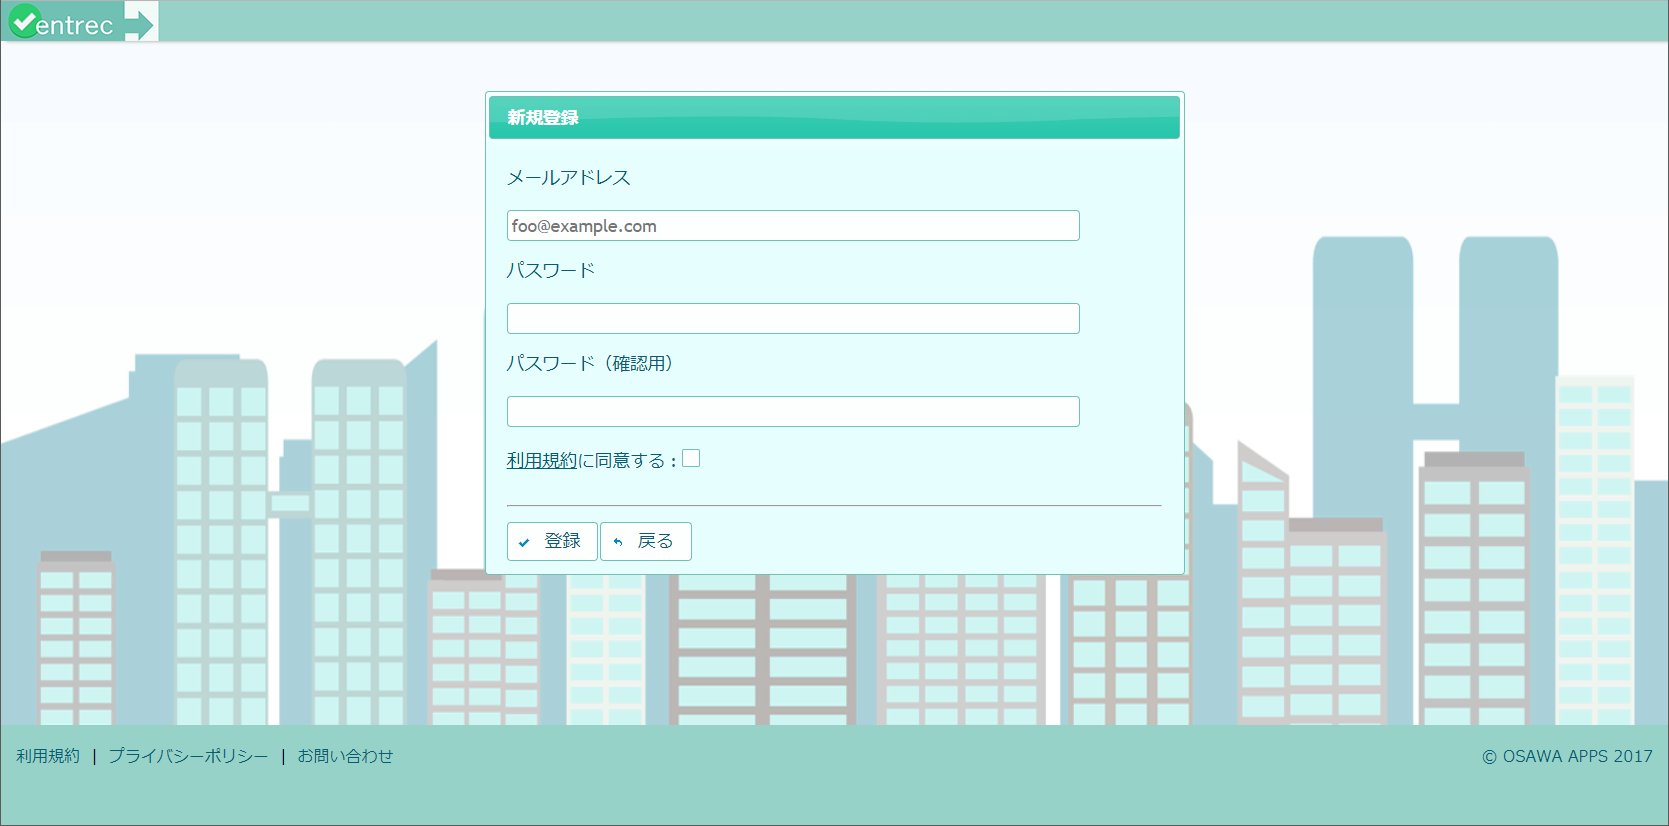 entrec
新規登録
メールアドレス
foo@example.com
パスワード
パスワード（確認用）
利用規約に同意する：
登録 戻る
利用規約 | プライバシーポリシー | お問い合わせ © OSAWA APPS 2017